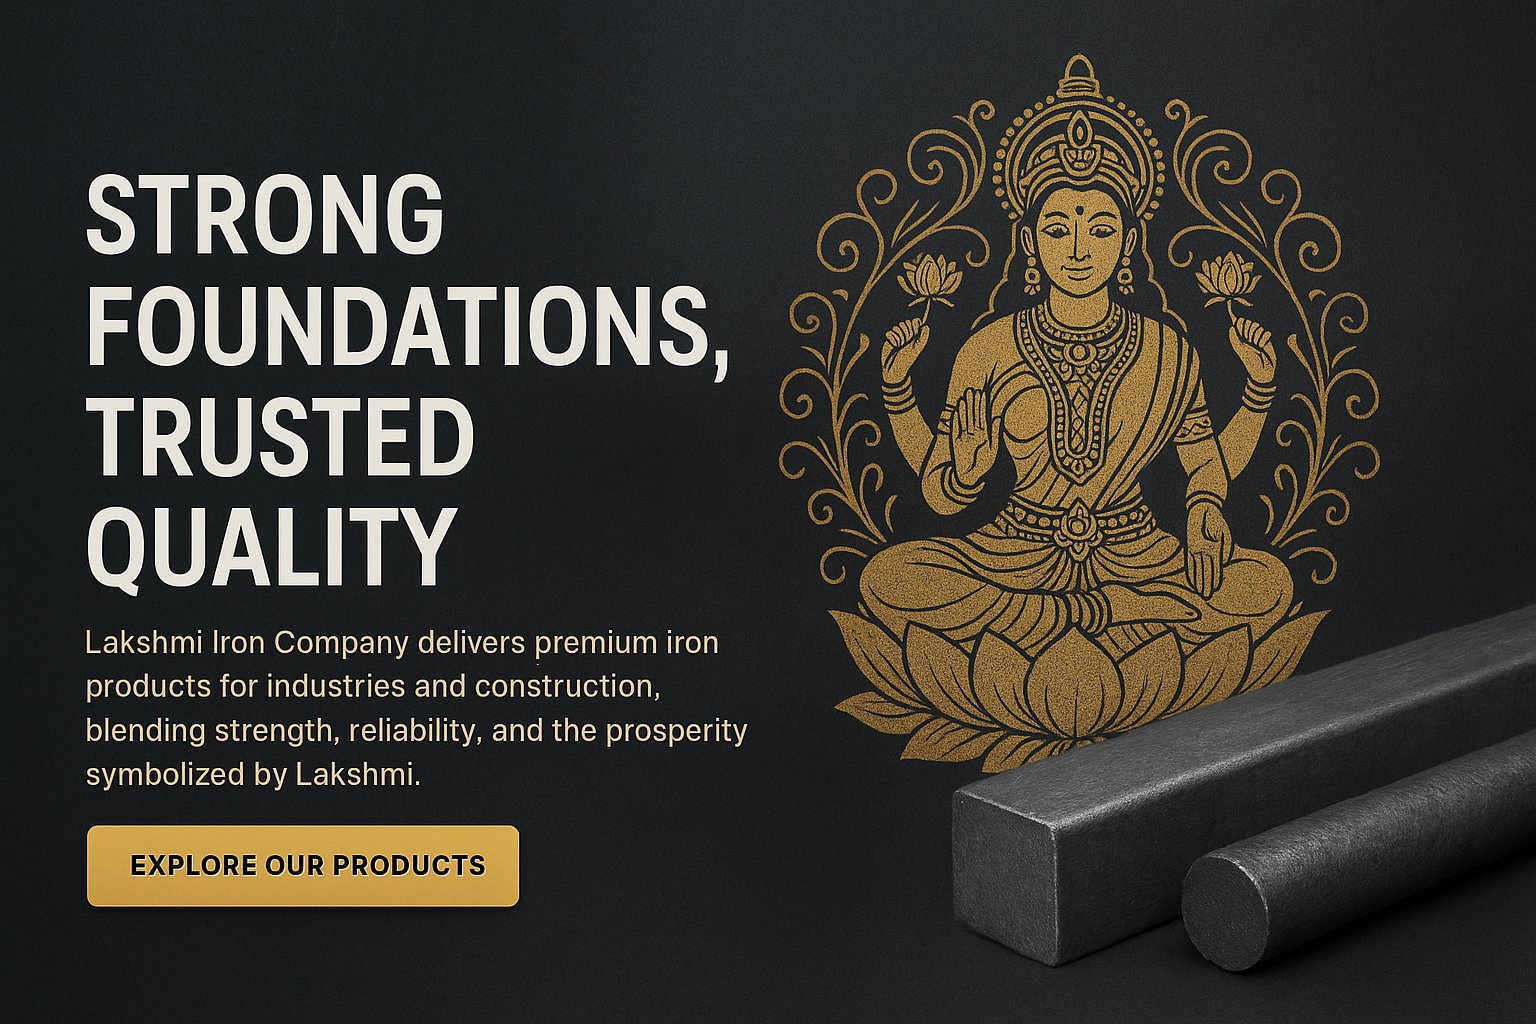 STRONG
FOUNDATIONS,
TRUSTED
QUALITY
Lakshmi Iron Company delivers premium iron
products for industries and construction,
blending strength, reliability, and the prosperity
symbolized by Lakshmi.
EXPLORE OUR PRODUCTS